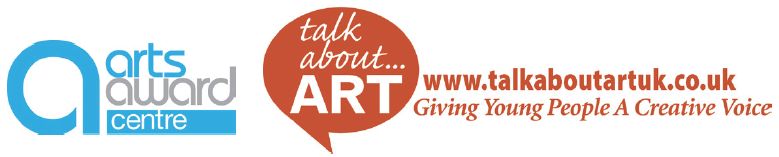 arts
award
centre
talk
about...
ART
www.talkaboutartuk.co.uk
Giving Young People A Creative Voice